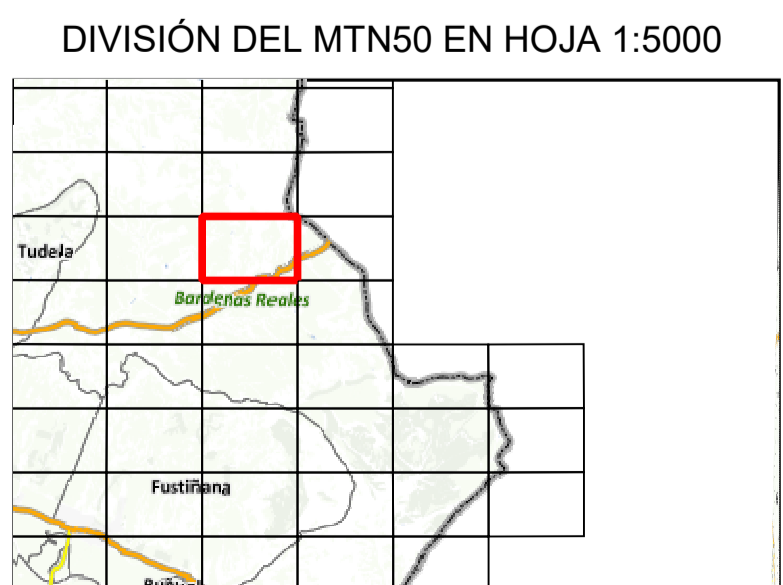 DIVISIÓN DEL MTN50 EN HOJA 1:5000
Tudela
Bardenas Reales
Fustiñana